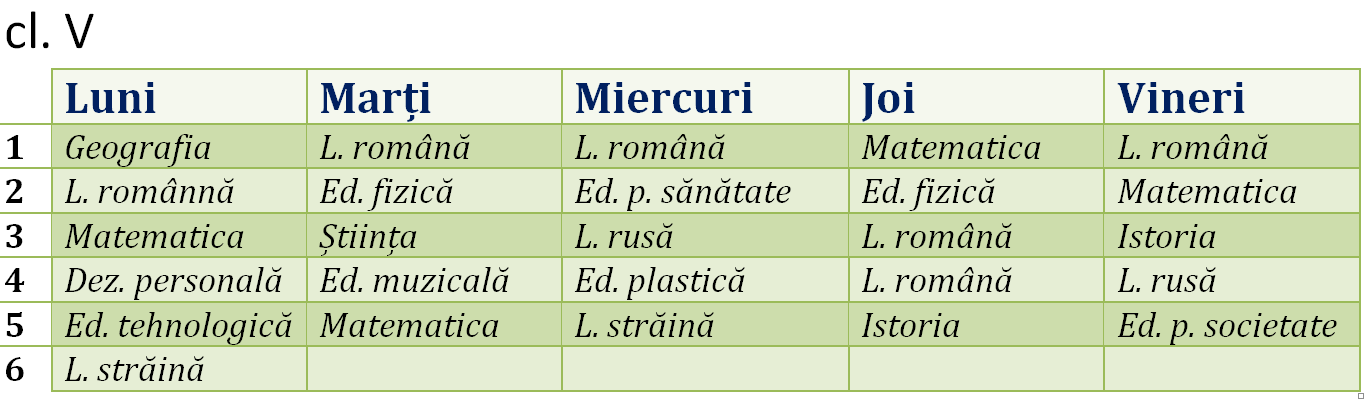 cl. V
Luni Marți Miercuri Joi Vineri
1 Geografia L. română L. română Matematica L. română
2 L. românnă Ed. fizică Ed. p. sănătate Ed. fizică Matematica
3 Matematica Știința L. rusă L. română Istoria
4 Dez. personală Ed. muzicală Ed. plastică L. română L. rusă
5 Ed. tehnologică Matematica L. străină Istoria Ed. p. societate
6 L. străină